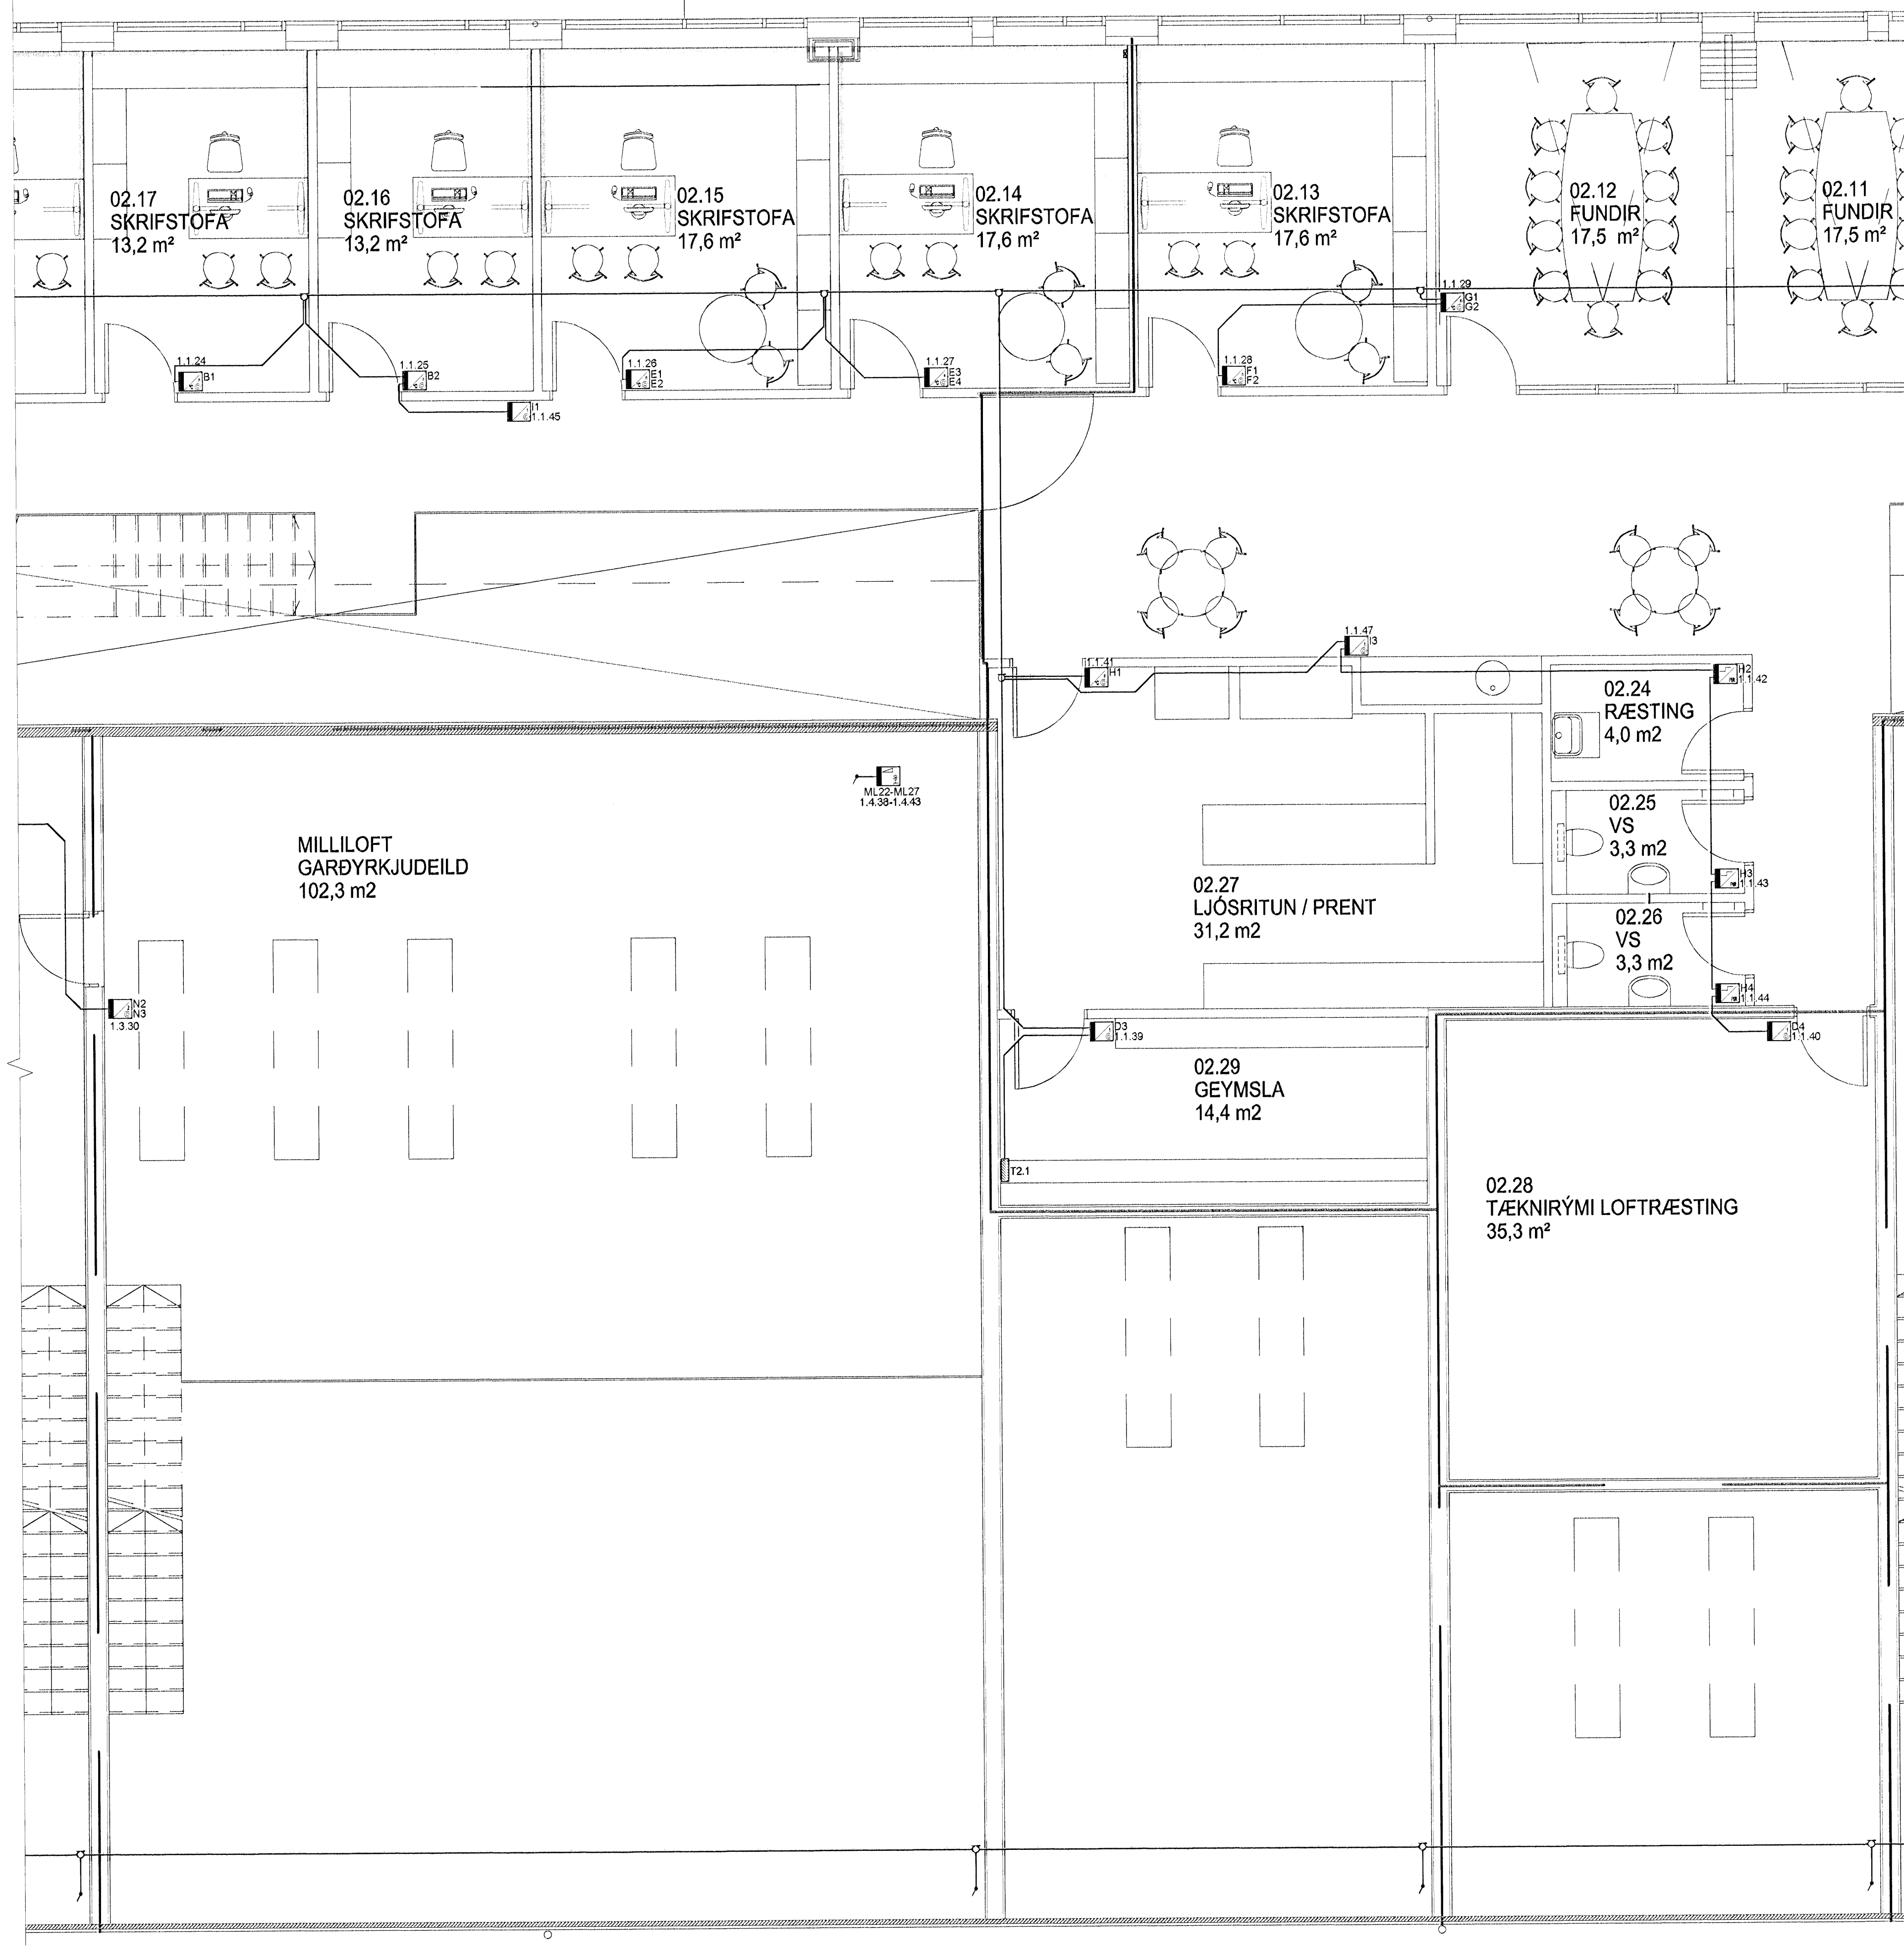 02.17
SKRIFSTOFA
13,2 m²
02.16
SKRIFSTOFA
13,2 m²
02.15
SKRIFSTOFA
17,6 m²
02.14
SKRIFSTOFA
17,6 m²
02.13
SKRIFSTOFA
17,6 m²
02.12
FUNDIR
17,5 m²
02.11
FUNDIR
17,5 m²
1.1.29
G1
G2
1.1.24
B1
1.1.25
B2
1.1.26
E1
E2
1.1.27
E3
E4
1.1.28
F1
F2
I1
1.1.45
1.1.47
I3
1.1.41
H1
H2
1.1.42
02.24
RÆSTING
4,0 m2
ML22-ML27
1.4.38-1.4.43
02.25
VS
3,3 m2
MILLILOFT
GARÐYRKJUDEILD
102,3 m2
02.27
LJÓSRITUN / PRENT
31,2 m2
H3
1.1.43
02.26
VS
3,3 m2
H4
1.1.44
N2
N3
1.3.30
D3
1.1.39
D4
1.1.40
02.29
GEYMSLA
14,4 m2
T2.1
02.28
TÆKNIRÝMI LOFTRÆSTING
35,3 m²